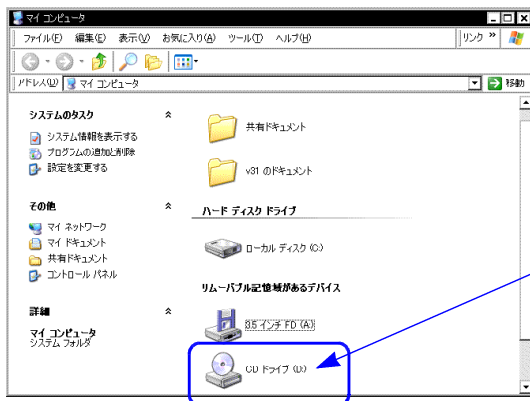 マイ コンピュータ
ファイル(F) 編集(E) 表示(V) お気に入り(A) ツール(T) ヘルプ(H) リンク »
アドレス(D) マイ コンピュータ 移動
システムのタスク
システム情報を表示する
プログラムの追加と削除
設定を変更する
その他
マイ ネットワーク
マイ ドキュメント
共有ドキュメント
コントロール パネル
詳細
マイ コンピュータ
システム フォルダ
共有ドキュメント
v31 のドキュメント
ハード ディスク ドライブ
ローカル ディスク (C:)
リムーバブル記憶域があるデバイス
3.5 インチ FD (A:)
CD ドライブ (D:)